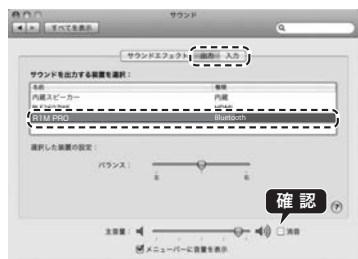 サウンド
すべてを表示
サウンドエフェクト 出力 入力
サウンドを出力する装置を選択：
名前 種類
内蔵スピーカー 内蔵
R1M PRO Bluetooth
選択した装置の設定：
バランス：
左 右
確認
主音量： 消音
メニューバーに音量を表示